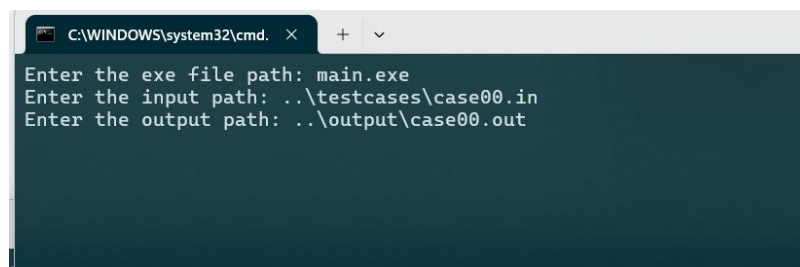 C:\WINDOWS\system32\cmd.
Enter the exe file path: main.exe
Enter the input path: ..\testcases\case00.in
Enter the output path: ..\output\case00.out